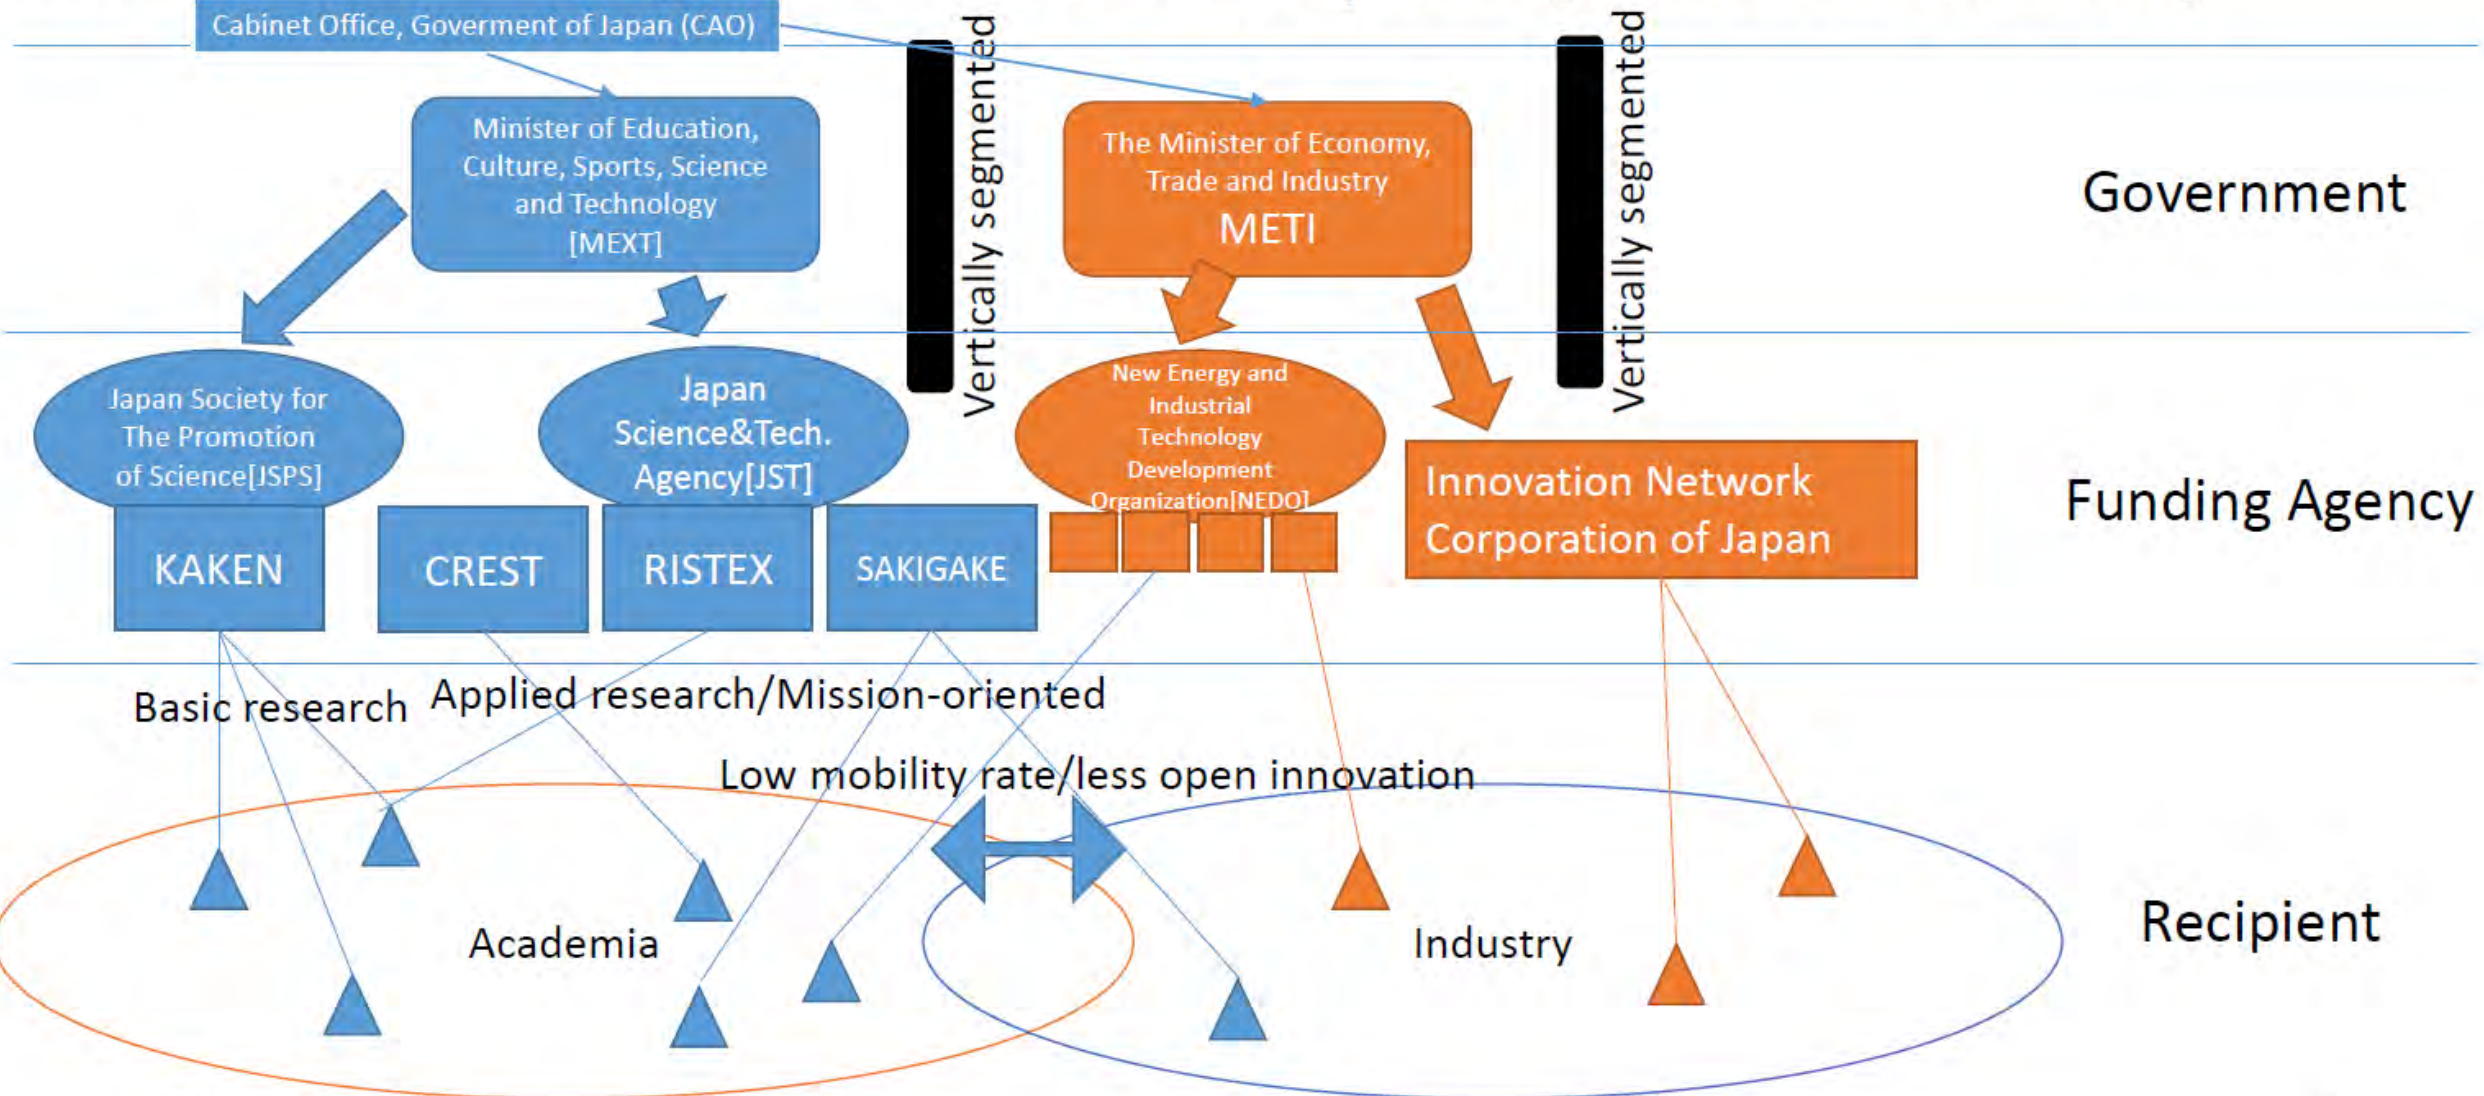 Cabinet Office, Goverment of Japan (CAO)
Minister of Education,
Culture, Sports, Science
and Technology
[MEXT]
Vertically segmented
The Minister of Economy,
Trade and Industry
METI
Vertically segmented
Government
Japan Society for
The Promotion
of Science[JSPS]
Japan
Science&Tech.
Agency[JST]
New Energy and
Industrial
Technology
Development
Organization[NEDO]
Innovation Network
Corporation of Japan
Funding Agency
KAKEN
CREST
RISTEX
SAKIGAKE
Basic research
Applied research/Mission-oriented
Low mobility rate/less open innovation
Academia
Industry
Recipient